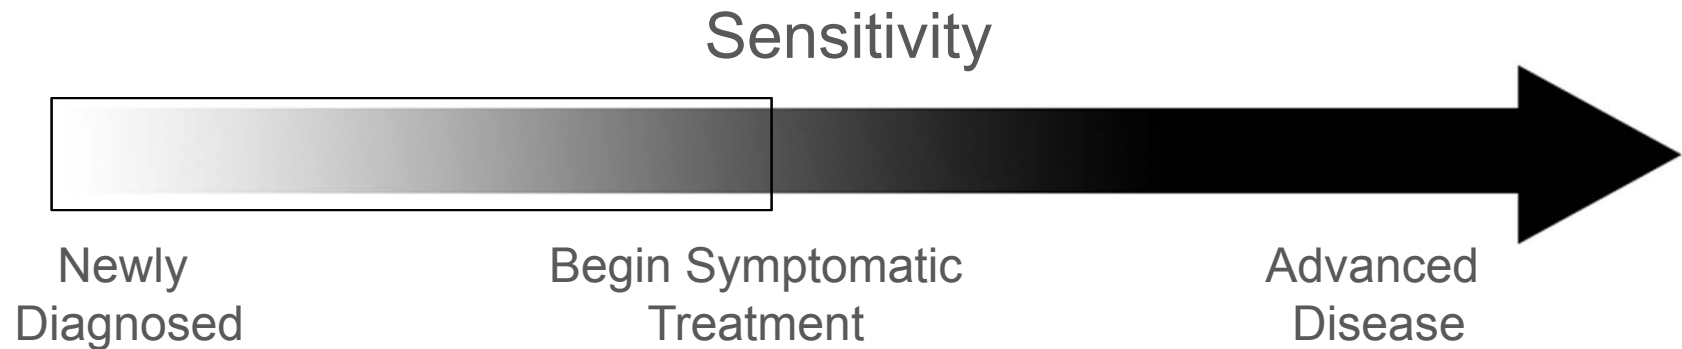 Sensitivity
Newly
Diagnosed
Begin Symptomatic
Treatment
Advanced
Disease